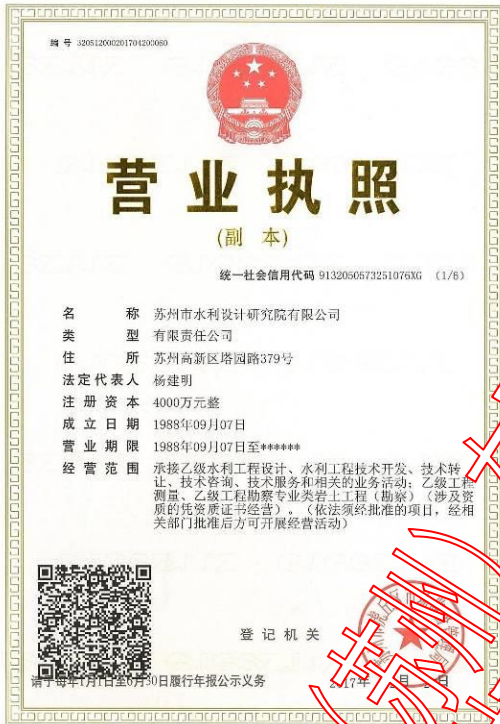 编 号 320512000201704200060
营业执照
(副 本)
统一社会信用代码 91320505732510​76XG (1/6)
名 称 苏州市水利设计研究院有限公司
类 型 有限责任公司
住 所 苏州高新区塔园路379号
法定代表人 杨建明
注 册 资 本 4000万元整
成 立 日 期 1988年09月07日
营 业 期 限 1988年09月07日至******
经 营 范 围 承接乙级水利工程设计、水利工程技术开发、技术转
让、技术咨询、技术服务和相关的业务活动；乙级工程
测量、乙级工程勘察专业类岩土工程（勘察）（涉及资
质的凭资质证书经营）。（依法须经批准的项目，经相
关部门批准后方可开展经营活动）
登 记 机 关
请于每年1月1日至6月30日履行年报公示义务
2017年 月 日
（苏州）